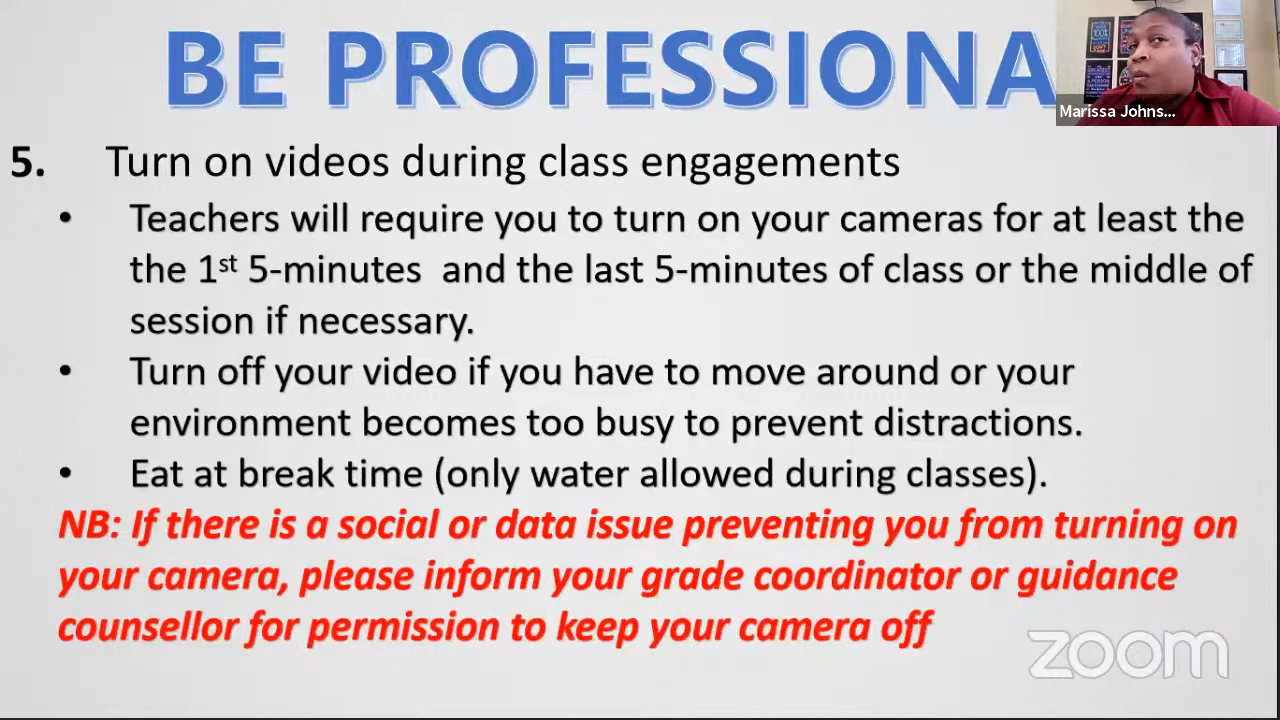 BE PROFESSIONA
Marissa Johns...
5. Turn on videos during class engagements
• Teachers will require you to turn on your cameras for at least the
the 1st 5-minutes and the last 5-minutes of class or the middle of
session if necessary.
• Turn off your video if you have to move around or your
environment becomes too busy to prevent distractions.
• Eat at break time (only water allowed during classes).
NB: If there is a social or data issue preventing you from turning on
your camera, please inform your grade coordinator or guidance
counsellor for permission to keep your camera off
zoom